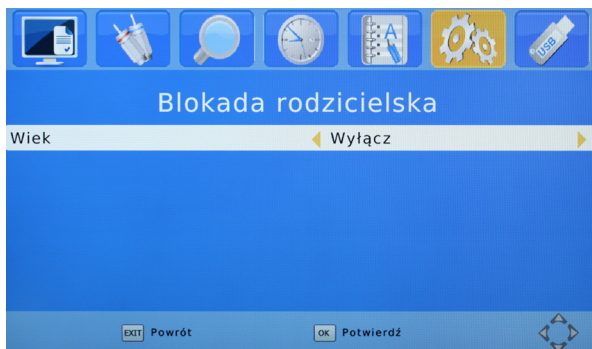 A
USB
Blokada rodzicielska
Wiek Wyłącz
EXIT Powrót OK Potwierdź